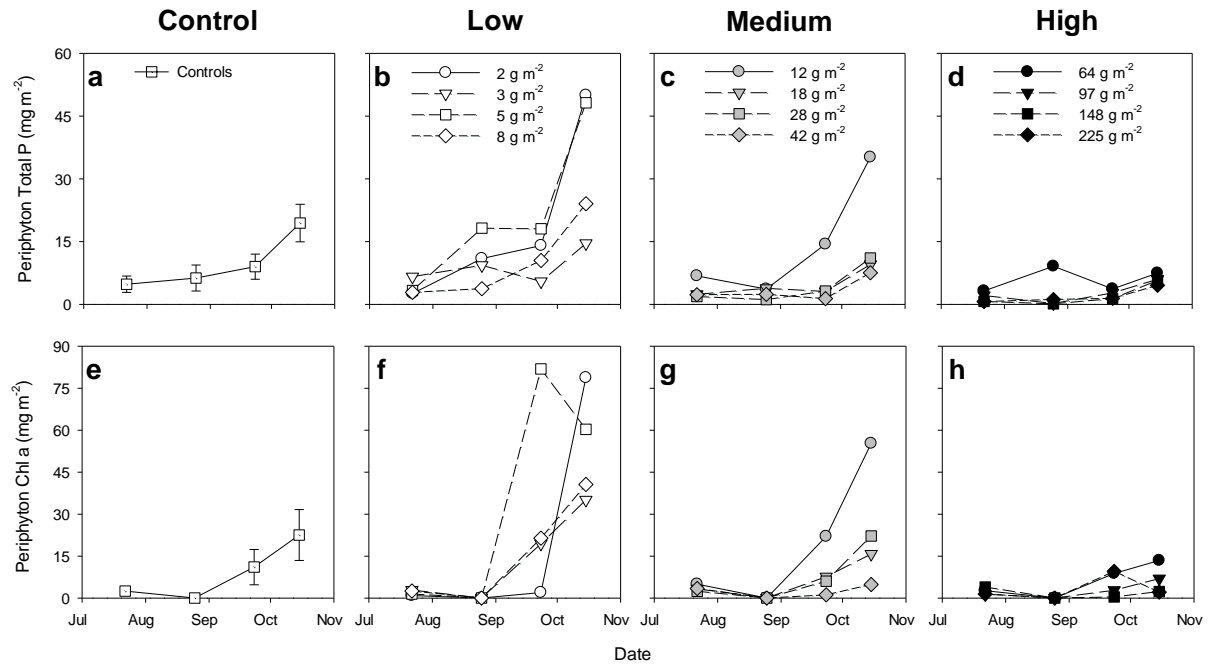 Control
Low
Medium
High
Periphyton Total P (mg m-2)
60
45
30
15
0
a
Controls
b
2 g m-2
3 g m-2
5 g m-2
8 g m-2
c
12 g m-2
18 g m-2
28 g m-2
42 g m-2
d
64 g m-2
97 g m-2
148 g m-2
225 g m-2
Periphyton Chl a (mg m-2)
90
75
60
45
30
15
0
e
f
g
h
Jul Aug Sep Oct Nov
Jul Aug Sep Oct Nov
Jul Aug Sep Oct Nov
Jul Aug Sep Oct Nov
Date